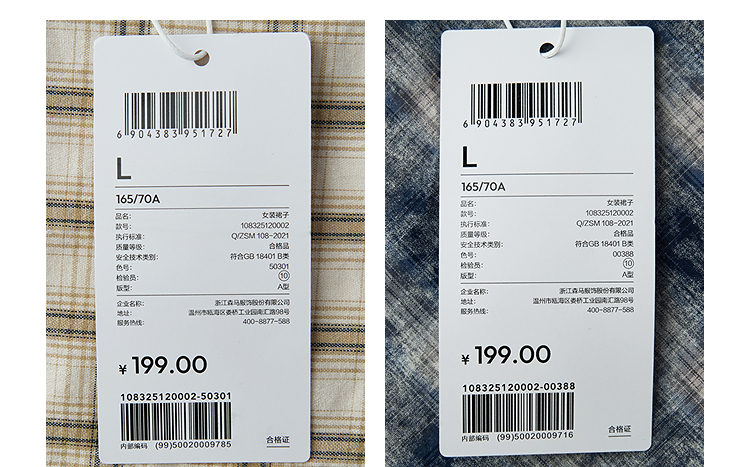 6 904383 951727
L
165/70A
品名: 女装裙子
款号: 108325120002
执行标准: Q/ZSM 108-2021
质量等级: 合格品
安全技术类别: 符合GB 18401 B类
色号: 50301
检验员: 10
版型: A型
企业名称: 浙江森马服饰股份有限公司
地址: 温州市瓯海区娄桥工业园南汇路98号
服务热线: 400-8877-588
¥ 199.00
108325120002-50301
内部编码 (99)50020009785
合格证
6 904383 951727
L
165/70A
品名: 女装裙子
款号: 108325120002
执行标准: Q/ZSM 108-2021
质量等级: 合格品
安全技术类别: 符合GB 18401 B类
色号: 00388
检验员: 10
版型: A型
企业名称: 浙江森马服饰股份有限公司
地址: 温州市瓯海区娄桥工业园南汇路98号
服务热线: 400-8877-588
¥ 199.00
108325120002-00388
内部编码 (99)50020009716
合格证